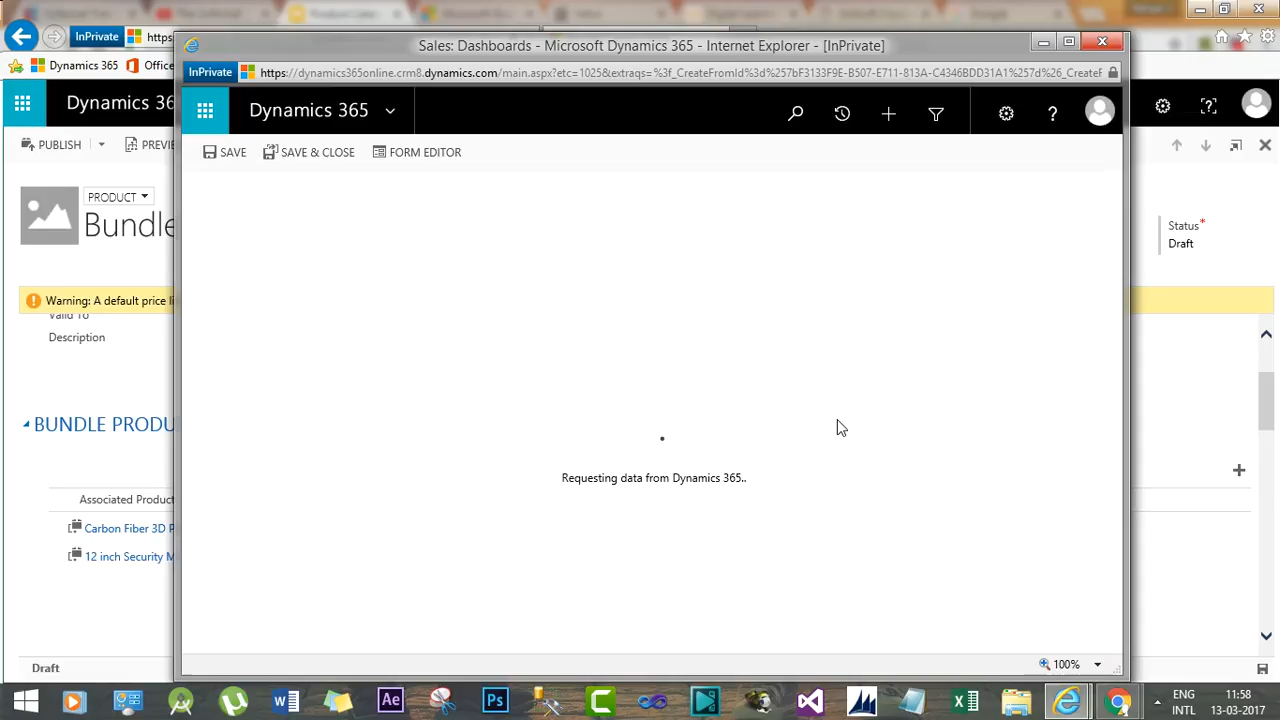 Sales: Dashboards - Microsoft Dynamics 365 - Internet Explorer - [InPrivate]
InPrivate
https
InPrivate
https://dynamics365online.crm8.dynamics.com/main.aspx?etc=1025&extraqs=%3f_CreateFromId%3d%257bF3133F9E-B507-E711-813A-C4346BDD31A1%257d%26_CreateF
Dynamics 365
Office
Dynamics 36
Dynamics 365
PUBLISH
PREVIE
SAVE
SAVE & CLOSE
FORM EDITOR
PRODUCT
Bundle
Status*
Draft
Warning: A default price li
Valid To
Description
BUNDLE PRODU
Requesting data from Dynamics 365..
Associated Product
Carbon Fiber 3D P
12 inch Security M
Draft
100%
Ae
Ps
ENG
INTL
11:58
13-03-2017